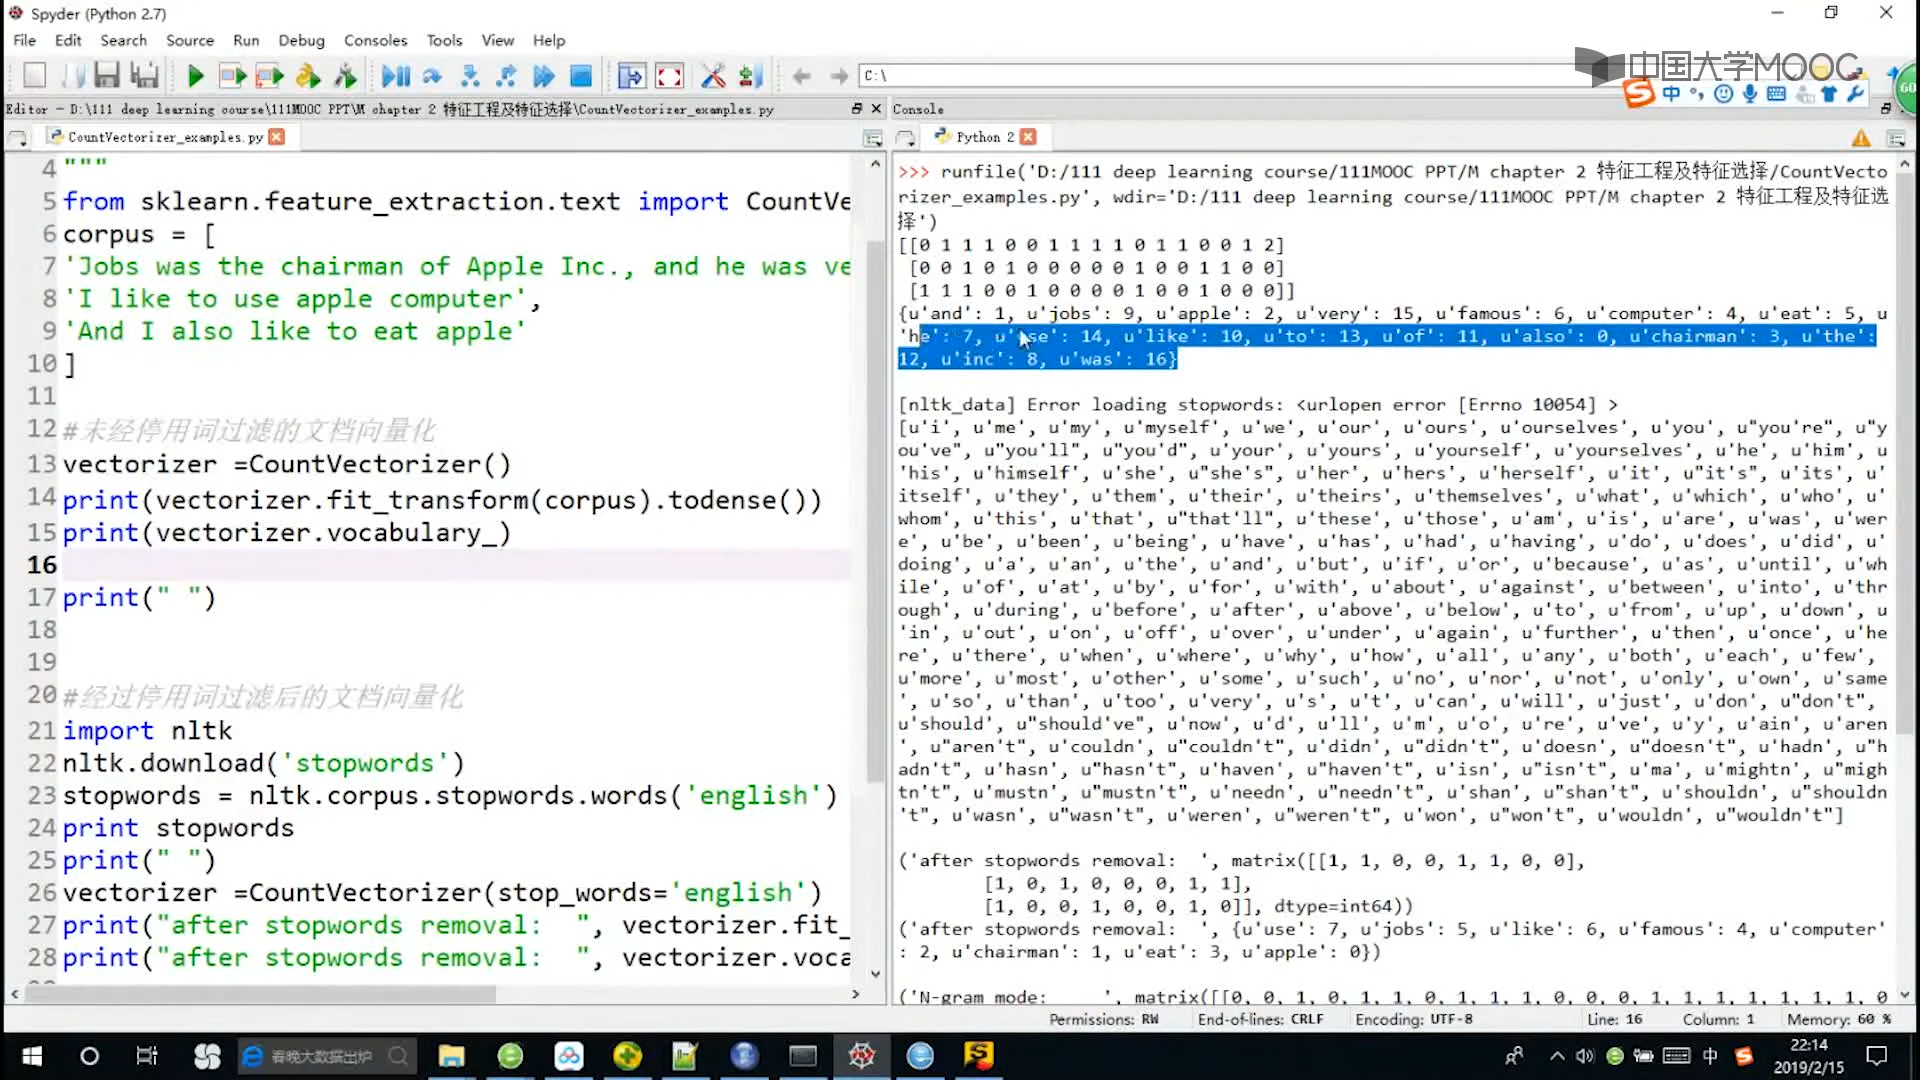 Spyder (Python 2.7)
File Edit Search Source Run Debug Consoles Tools View Help
C:\
中国大学MOOC
中
60
Editor - D:\111 deep learning course\111MOOC PPT\M chapter 2 特征工程及特征选择\CountVectorizer_examples.py
Console
CountVectorizer_examples.py
Python 2
4 """
5 from sklearn.feature_extraction.text import CountVe
6 corpus = [
7 'Jobs was the chairman of Apple Inc., and he was ve
8 'I like to use apple computer',
9 'And I also like to eat apple'
10 ]
11
12 #未经停用词过滤的文档向量化
13 vectorizer =CountVectorizer()
14 print(vectorizer.fit_transform(corpus).todense())
15 print(vectorizer.vocabulary_)
16
17 print(" ")
18
19
20 #经过停用词过滤后的文档向量化
21 import nltk
22 nltk.download('stopwords')
23 stopwords = nltk.corpus.stopwords.words('english')
24 print stopwords
25 print(" ")
26 vectorizer =CountVectorizer(stop_words='english')
27 print("after stopwords removal:  ", vectorizer.fit_
28 print("after stopwords removal:  ", vectorizer.voca
>>> runfile('D:/111 deep learning course/111MOOC PPT/M chapter 2 特征工程及特征选择/CountVecto
rizer_examples.py', wdir='D:/111 deep learning course/111MOOC PPT/M chapter 2 特征工程及特征选
择')
[[0 1 1 1 0 0 1 1 1 1 0 1 1 0 0 1 2]
[0 0 1 0 1 0 0 0 0 0 1 0 0 1 1 0 0]
[1 1 1 0 0 1 0 0 0 0 1 0 0 1 0 0 0]]
{u'and': 1, u'jobs': 9, u'apple': 2, u'very': 15, u'famous': 6, u'computer': 4, u'eat': 5, u
'he': 7, u'use': 14, u'like': 10, u'to': 13, u'of': 11, u'also': 0, u'chairman': 3, u'the':
12, u'inc': 8, u'was': 16}
[nltk_data] Error loading stopwords: <urlopen error [Errno 10054] >
[u'i', u'me', u'my', u'myself', u'we', u'our', u'ours', u'ourselves', u'you', u"you're", u"y
ou've", u"you'll", u"you'd", u'your', u'yours', u'yourself', u'yourselves', u'he', u'him', u
'his', u'himself', u'she', u"she's", u'her', u'hers', u'herself', u'it', u"it's", u'its', u'
itself', u'they', u'them', u'their', u'theirs', u'themselves', u'what', u'which', u'who', u'
whom', u'this', u'that', u"that'll", u'these', u'those', u'am', u'is', u'are', u'was', u'wer
e', u'be', u'been', u'being', u'have', u'has', u'had', u'having', u'do', u'does', u'did', u'
doing', u'a', u'an', u'the', u'and', u'but', u'if', u'or', u'because', u'as', u'until', u'wh
ile', u'of', u'at', u'by', u'for', u'with', u'about', u'against', u'between', u'into', u'thr
ough', u'during', u'before', u'after', u'above', u'below', u'to', u'from', u'up', u'down', u
'in', u'out', u'on', u'off', u'over', u'under', u'again', u'further', u'then', u'once', u'he
re', u'there', u'when', u'where', u'why', u'how', u'all', u'any', u'both', u'each', u'few',
u'more', u'most', u'other', u'some', u'such', u'no', u'nor', u'not', u'only', u'own', u'same
', u'so', u'than', u'too', u'very', u's', u't', u'can', u'will', u'just', u'don', u"don't",
u'should', u"should've", u'now', u'd', u'll', u'm', u'o', u're', u've', u'y', u'ain', u'aren
', u"aren't", u'couldn', u"couldn't", u'didn', u"didn't", u'doesn', u"doesn't", u'hadn', u"h
adn't", u'hasn', u"hasn't", u'haven', u"haven't", u'isn', u"isn't", u'ma', u'mightn', u"migh
tn't", u'mustn', u"mustn't", u'needn', u"needn't", u'shan', u"shan't", u'shouldn', u"shouldn
't", u'wasn', u"wasn't", u'weren', u"weren't", u'won', u"won't", u'wouldn', u"wouldn't"]
('after stopwords removal:  ', matrix([[1, 1, 0, 0, 1, 1, 0, 0],
[1, 0, 1, 0, 0, 0, 1, 1],
[1, 0, 0, 1, 0, 0, 1, 0]], dtype=int64))
('after stopwords removal:  ', {u'use': 7, u'jobs': 5, u'like': 6, u'famous': 4, u'computer'
: 2, u'chairman': 1, u'eat': 3, u'apple': 0})
('N-gram mode:     ', matrix([[0, 0, 1, 0, 1, 0, 1, 1, 1, 0, 0, 0, 1, 1, 1, 1, 1, 1, 0
Permissions: RW End-of-lines: CRLF Encoding: UTF-8 Line: 16 Column: 1 Memory: 60 %
春晚大数据出炉
中
22:14
2019/2/15